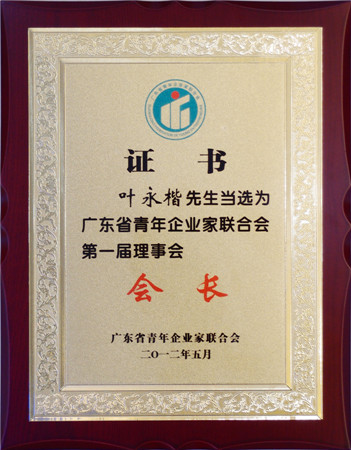 证书
叶永楷先生当选为
广东省青年企业家联合会
第一届理事会
会长
广东省青年企业家联合会
二〇一二年五月